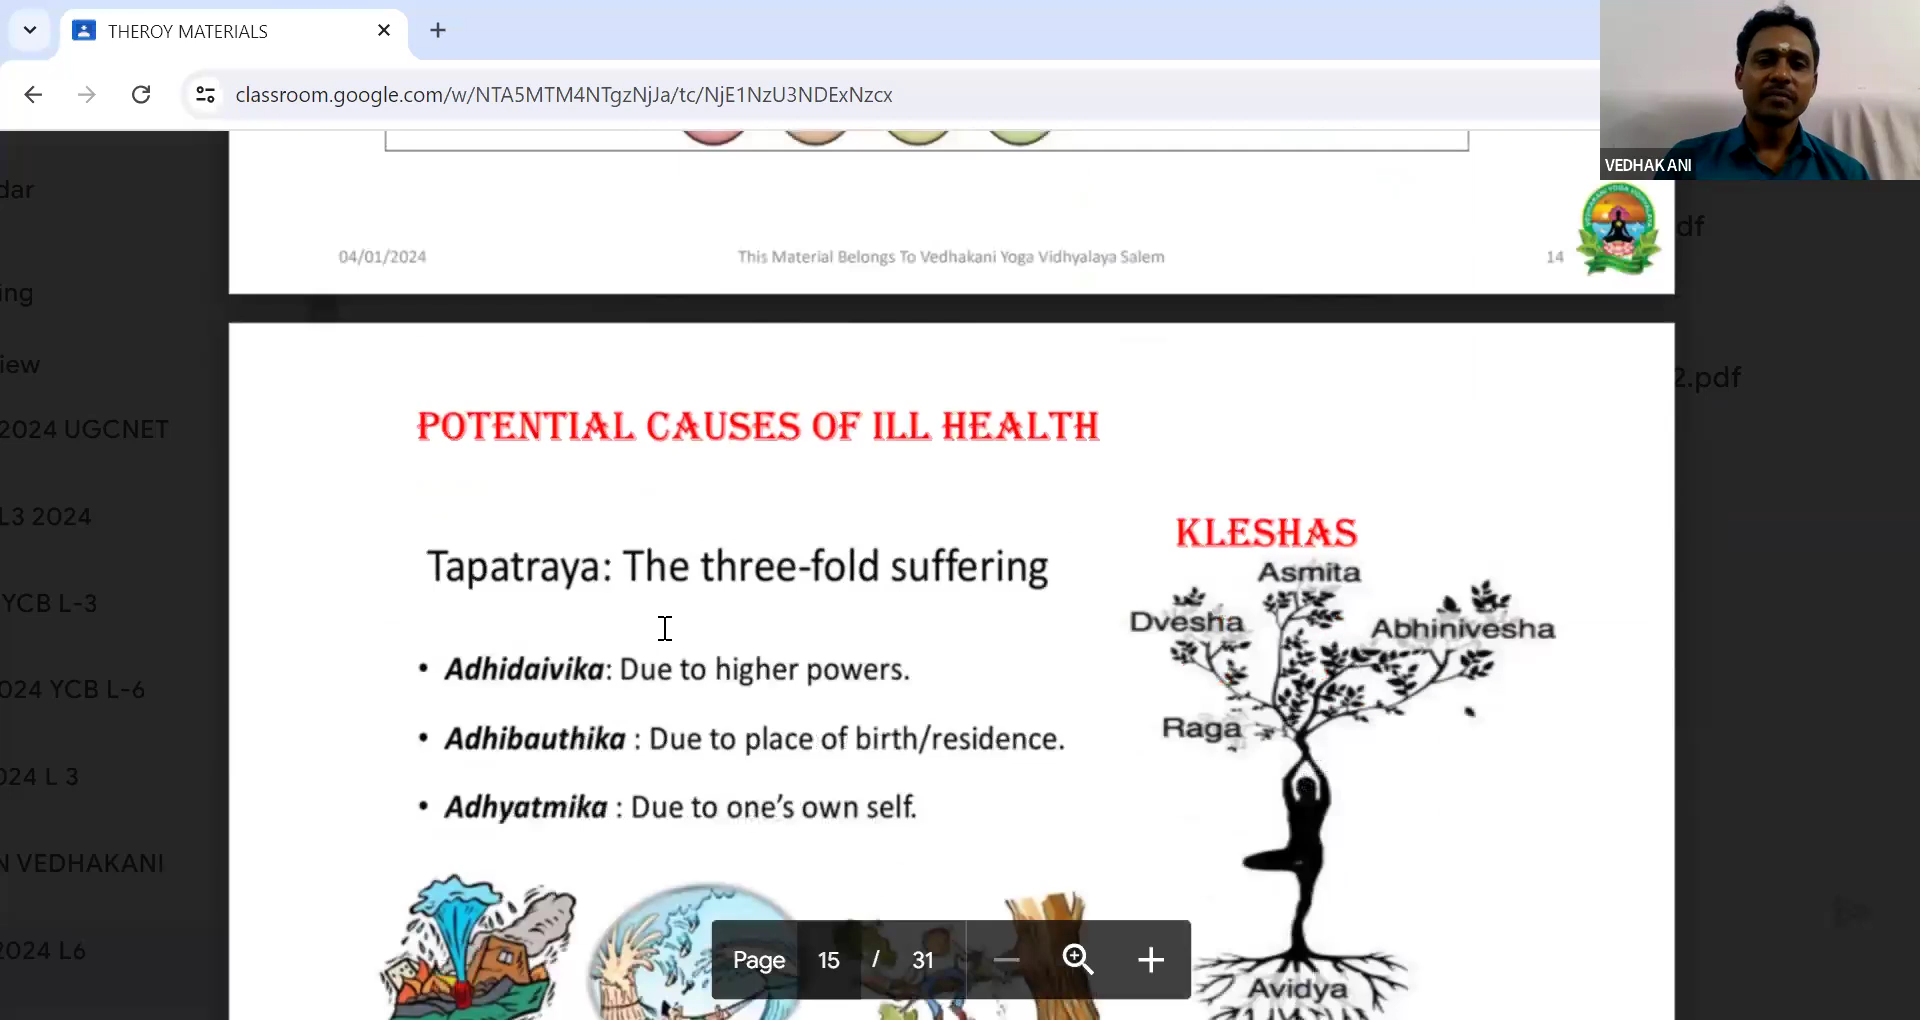 THEROY MATERIALS
classroom.google.com/w/NTA5MTM4NTgzNjJa/tc/NjE1NzU3NDExNzcx
VEDHAKANI
dar
df
04/01/2024
This Material Belongs To Vedhakani Yoga Vidhyalaya Salem
14
ing
iew
2.pdf
2024 UGCNET
L3 2024
YCB L-3
024 YCB L-6
024 L 3
N VEDHAKANI
2024 L6
POTENTIAL CAUSES OF ILL HEALTH
Tapatraya: The three-fold suffering
• Adhidaivika: Due to higher powers.
• Adhibauthika : Due to place of birth/residence.
• Adhyatmika : Due to one's own self.
KLESHAS
Asmita
Dvesha
Abhinivesha
Raga
Avidya
Page 15 / 31